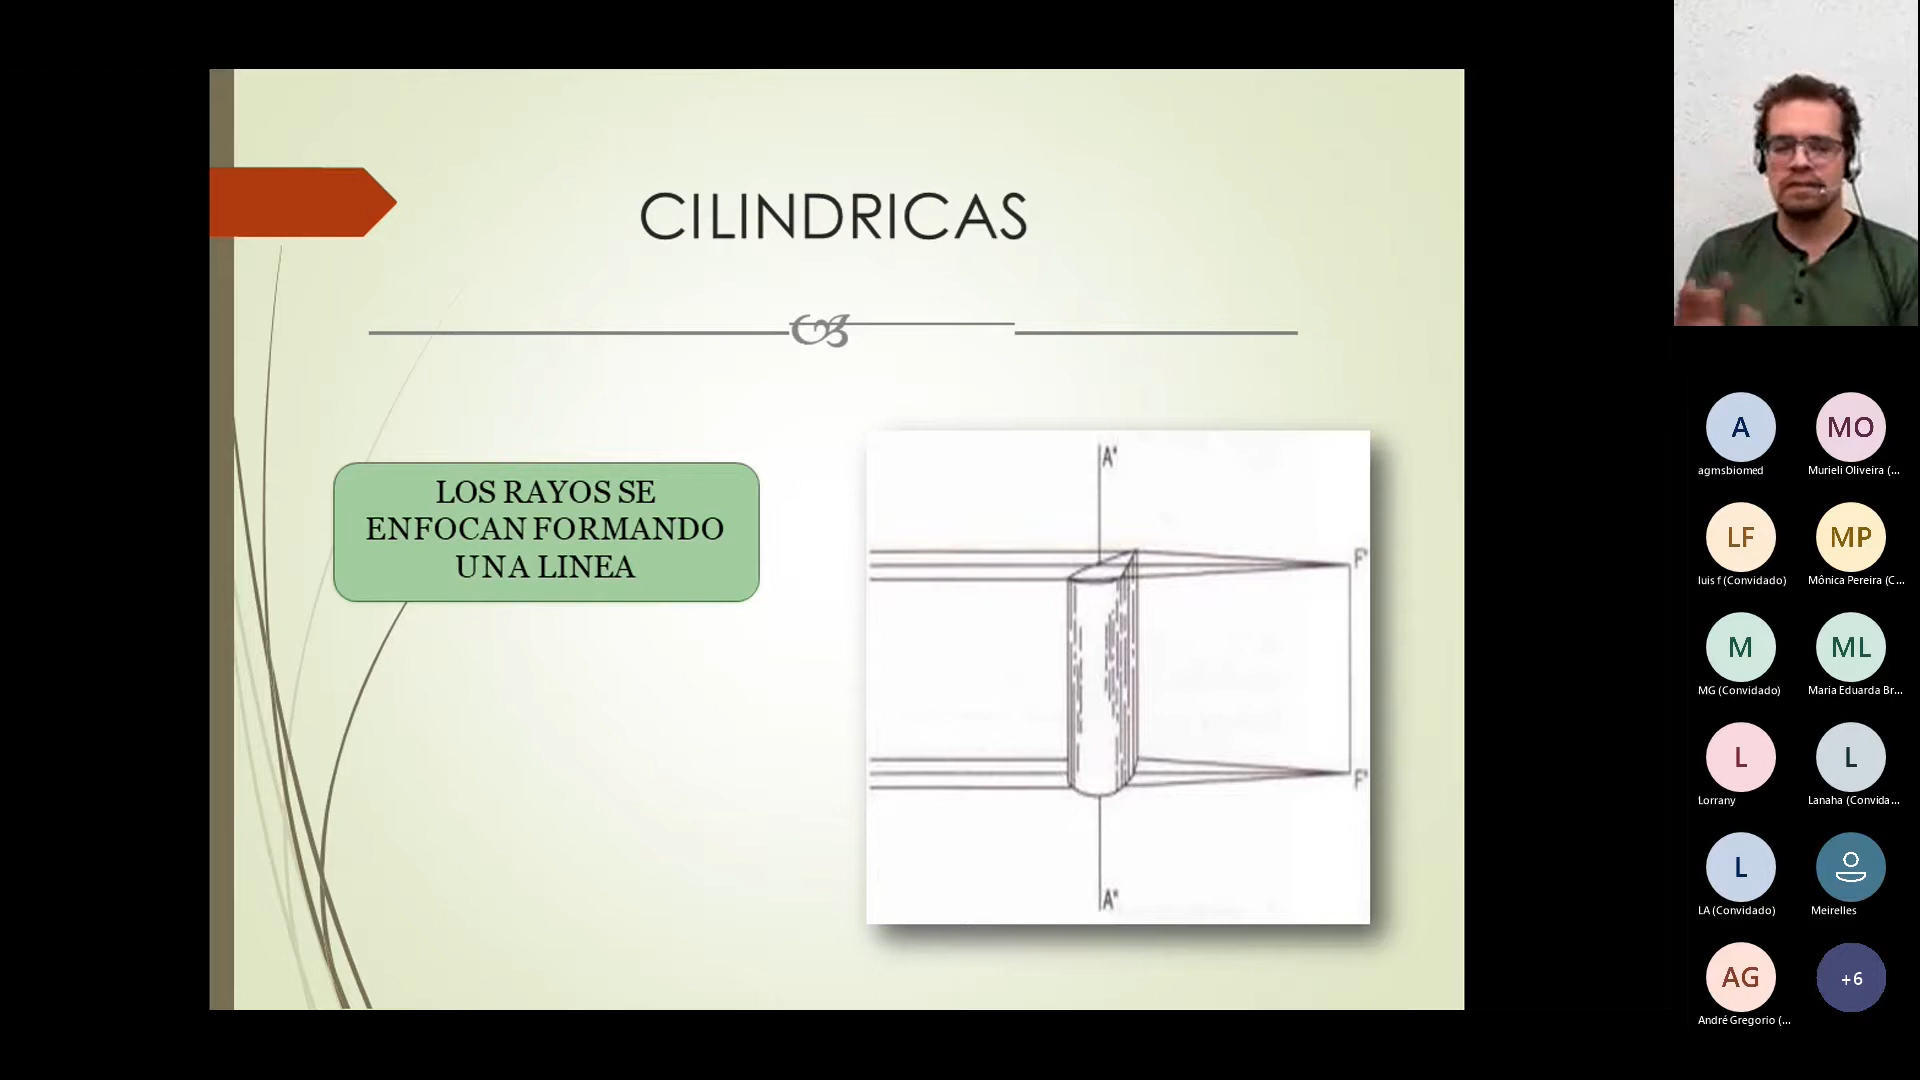 CILINDRICAS
LOS RAYOS SE
ENFOCAN FORMANDO
UNA LINEA
A'
F'
F'
A"
A
MO
agmsbiomed
Murieli Oliveira (...
LF
MP
luis f (Convidado)
Mônica Pereira (C...
M
ML
MG (Convidado)
Maria Eduarda Br...
L
L
Lorrany
Lanaha (Convida...
L
LA (Convidado)
Meirelles
AG
+6
André Gregorio (...